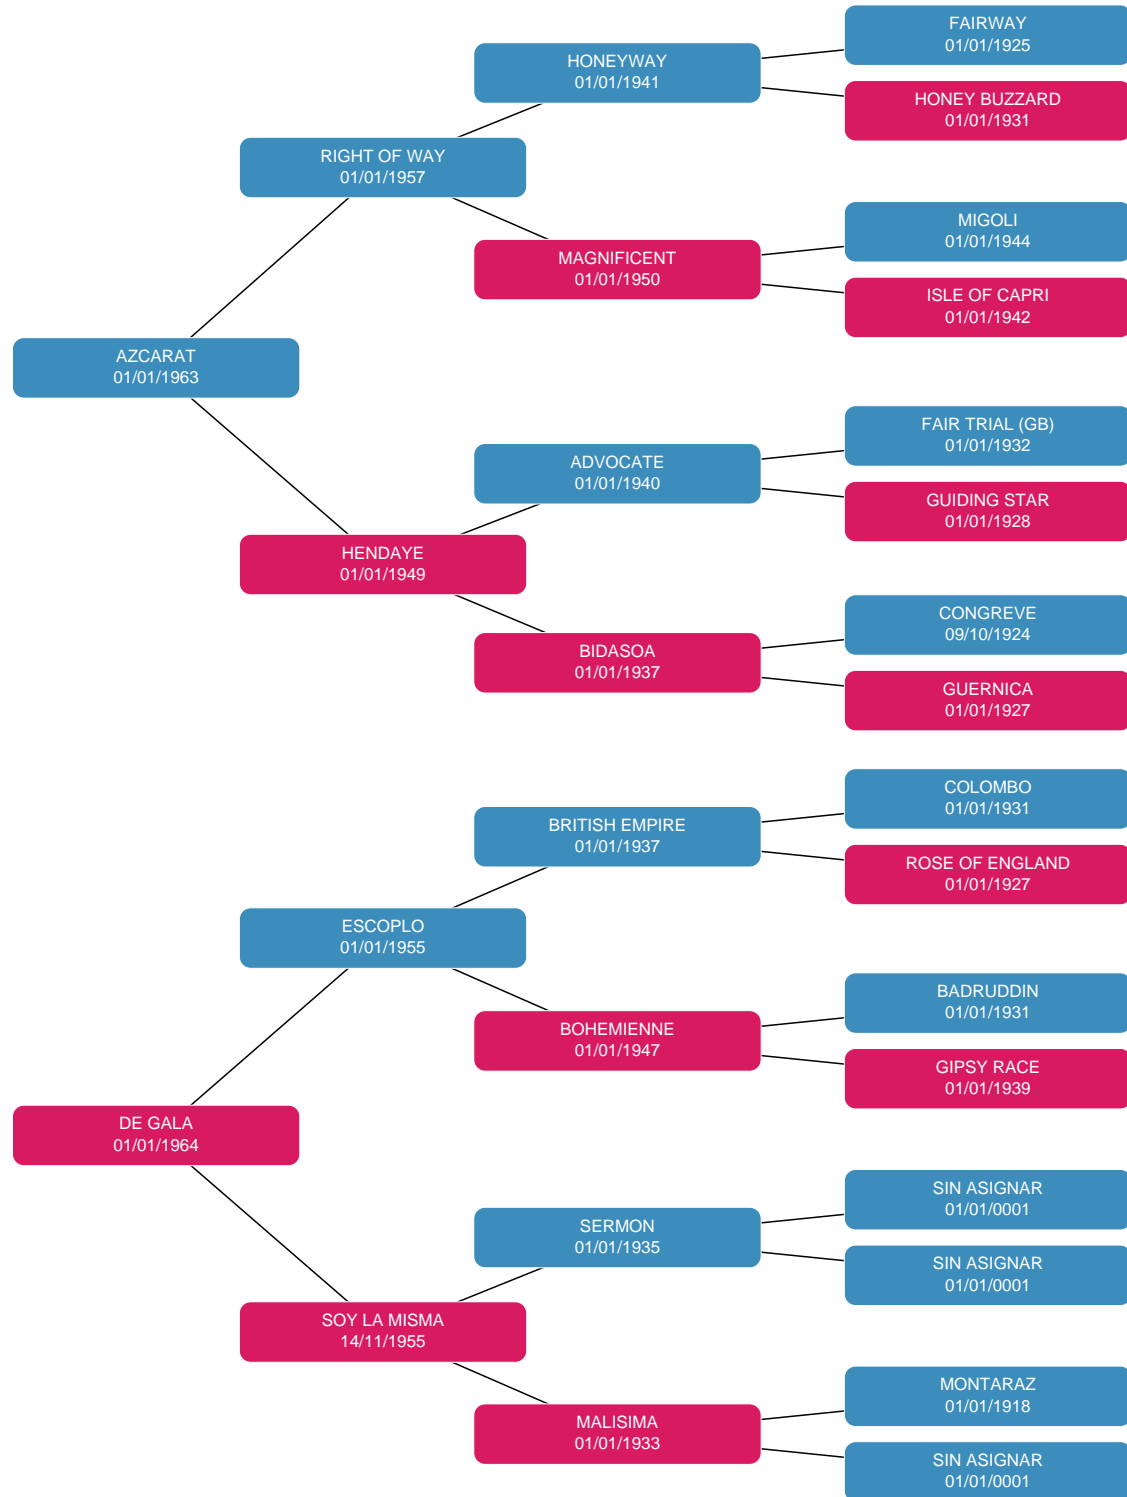 FAIRWAY
01/01/1925
HONEYWAY
01/01/1941
HONEY BUZZARD
01/01/1931
RIGHT OF WAY
01/01/1957
MIGOLI
01/01/1944
MAGNIFICENT
01/01/1950
ISLE OF CAPRI
01/01/1942
AZCARAT
01/01/1963
FAIR TRIAL (GB)
01/01/1932
ADVOCATE
01/01/1940
GUIDING STAR
01/01/1928
HENDAYE
01/01/1949
CONGREVE
09/10/1924
BIDASOA
01/01/1937
GUERNICA
01/01/1927
COLOMBO
01/01/1931
BRITISH EMPIRE
01/01/1937
ROSE OF ENGLAND
01/01/1927
ESCOPLO
01/01/1955
BADRUDDIN
01/01/1931
BOHEMIENNE
01/01/1947
GIPSY RACE
01/01/1939
DE GALA
01/01/1964
SIN ASIGNAR
01/01/0001
SERMON
01/01/1935
SIN ASIGNAR
01/01/0001
SOY LA MISMA
14/11/1955
MONTARAZ
01/01/1918
MALISIMA
01/01/1933
SIN ASIGNAR
01/01/0001